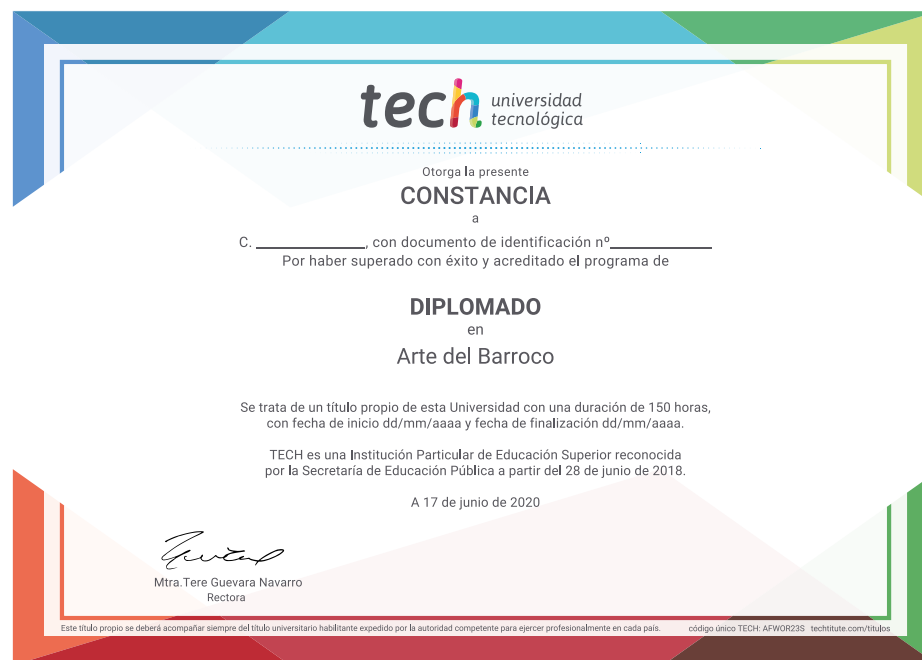 tech universidad
tecnológica
Otorga la presente
CONSTANCIA
a
C. ____________, con documento de identificación nº____________
Por haber superado con éxito y acreditado el programa de
DIPLOMADO
en
Arte del Barroco
Se trata de un título propio de esta Universidad con una duración de 150 horas,
con fecha de inicio dd/mm/aaaa y fecha de finalización dd/mm/aaaa.
TECH es una Institución Particular de Educación Superior reconocida
por la Secretaría de Educación Pública a partir del 28 de junio de 2018.
A 17 de junio de 2020
Mtra.Tere Guevara Navarro
Rectora
Este título propio se deberá acompañar siempre del título universitario habilitante expedido por la autoridad competente para ejercer profesionalmente en cada país. código único TECH: AFWOR23S techtitute.com/titulos